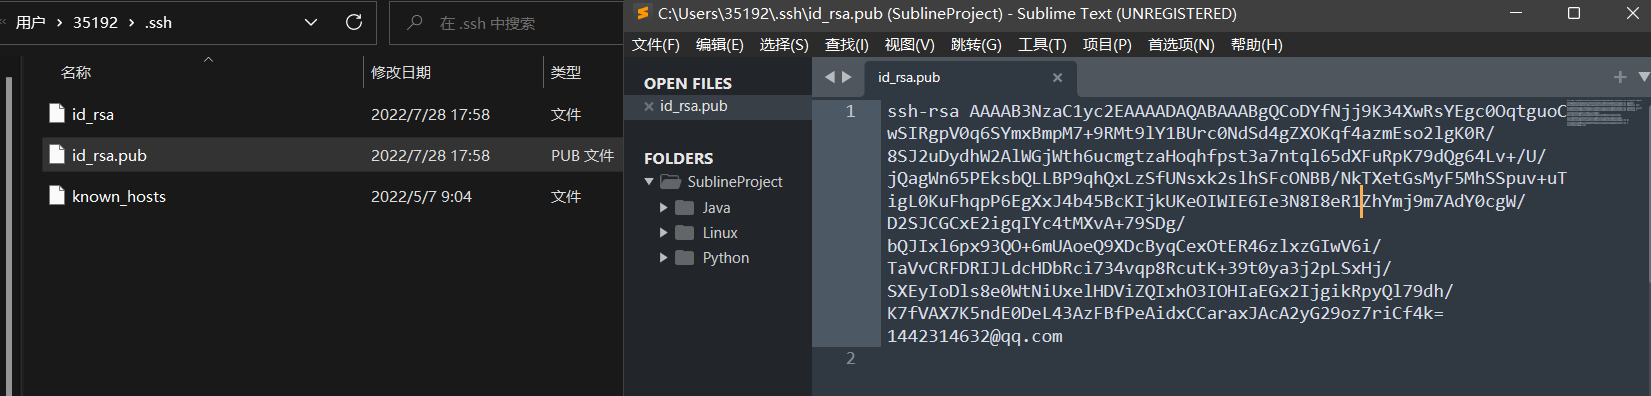 用户 > 35192 > .ssh
在 .ssh 中搜索
名称 修改日期 类型
id_rsa 2022/7/28 17:58 文件
id_rsa.pub 2022/7/28 17:58 PUB 文件
known_hosts 2022/5/7 9:04 文件
C:\Users\35192\.ssh\id_rsa.pub (SublineProject) - Sublime Text (UNREGISTERED)
文件(F) 编辑(E) 选择(S) 查找(I) 视图(V) 跳转(G) 工具(T) 项目(P) 首选项(N) 帮助(H)
OPEN FILES
id_rsa.pub
FOLDERS
SublineProject
Java
Linux
Python
id_rsa.pub
1 ssh-rsa AAAAB3NzaC1yc2EAAAADAQABAAABgQCoDYfNjj9K34XwRsYEgc0OqtguoC
wSIRgpV0q6SYmxBmpM7+9RMt9lY1BUrc0NdSd4gZXOKqf4azmEso2lgK0R/
8SJ2uDydhW2AlWGjWth6ucmgtzaHoqhfpst3a7ntql65dXFuRpK79dQg64Lv+/U/
jQagWn65PEksbQLLBP9qhQxLzSfUNsxk2slhSFcONBB/NkTXetGsMyF5MhSSpuv+uT
igL0KuFhqpP6EgXxJ4b45BcKIjkUKeOIWIE6Ie3N8I8eR1ZhYmj9m7AdY0cgW/
D2SJCGCxE2igqIYc4tMXvA+79SDg/
bQJIxl6px93QO+6mUAoeQ9XDcByqCexOtER46zlxzGIwV6i/
TaVvCRFDRIJLdcHDbRci734vqp8RcutK+39t0ya3j2pLSxHj/
SXEyIoDls8e0WtNiUxelHDViZQIxhO3IOHIaEGx2IjgikRpyQl79dh/
K7fVAX7K5ndE0DeL43AzFBfPeAidxCCaraxJAcA2yG29oz7riCf4k=
1442314632@qq.com
2